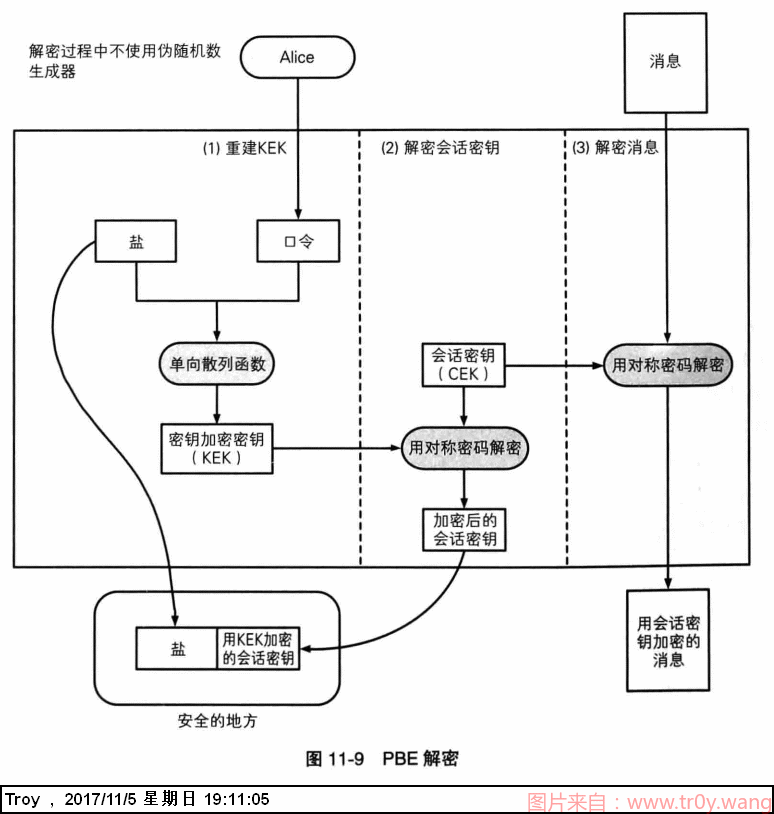 解密过程中不使用伪随机数
生成器
Alice
消息
(1) 重建KEK
(2) 解密会话密钥
(3) 解密消息
盐
口令
单向散列函数
会话密钥
(CEK)
用对称密码解密
密钥加密密钥
(KEK)
用对称密码解密
加密后的
会话密钥
盐
用KEK加密
的会话密钥
用会话密
钥加密的
消息
安全的地方
图 11-9 PBE 解密
Troy , 2017/11/5 星期日 19:11:05
图片来自：www.tr0y.wang